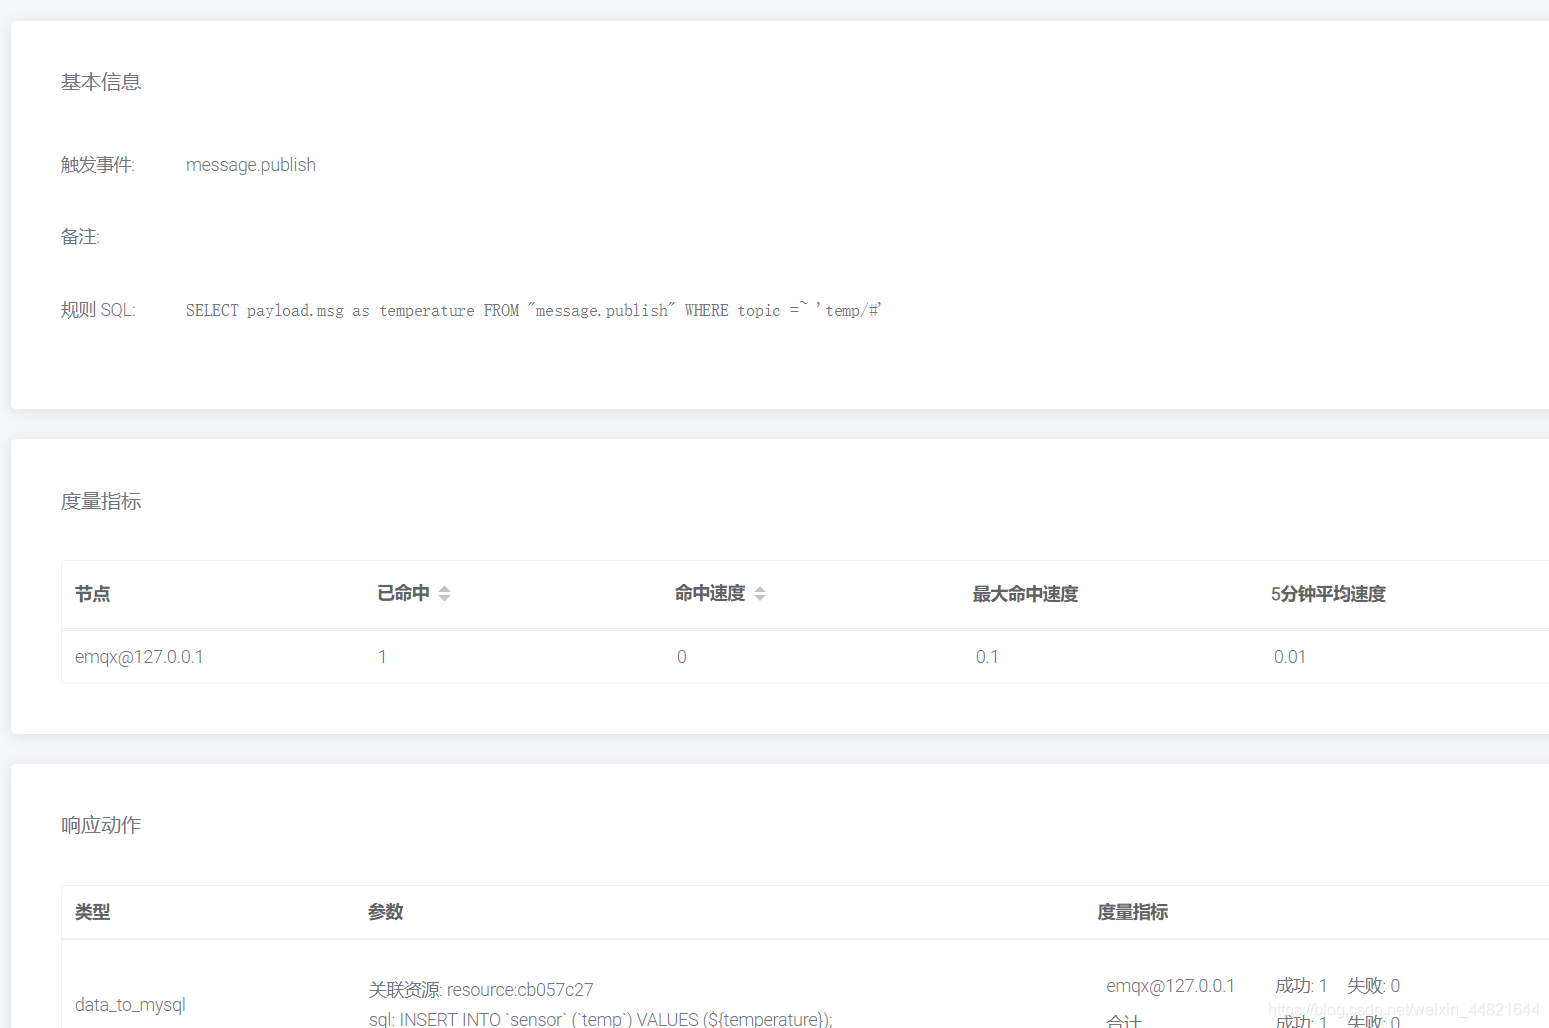 基本信息
触发事件: message.publish
备注:
规则 SQL: SELECT payload.msg as temperature FROM "message.publish" WHERE topic =~ 'temp/#'
度量指标
节点 已命中 命中速度 最大命中速度 5分钟平均速度
emqx@127.0.0.1 1 0 0.1 0.01
响应动作
类型 参数 度量指标
data_to_mysql 关联资源: resource:cb057c27 emqx@127.0.0.1 成功: 1 失败: 0
sql: INSERT INTO `sensor` (`temp`) VALUES (${temperature}); 合计 成功: 1 失败: 0
https://blog.csdn.net/weixin_44821644